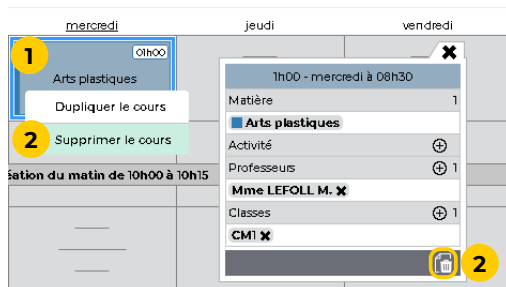 mercredi jeudi vendredi
1 01h00
Arts plastiques
Dupliquer le cours
2 Supprimer le cours
éation du matin de 10h00 à 10h15
1h00 - mercredi à 08h30
Matière 1
Arts plastiques
Activité
Professeurs 1
Mme LEFOLL M.
Classes 1
CM1
2